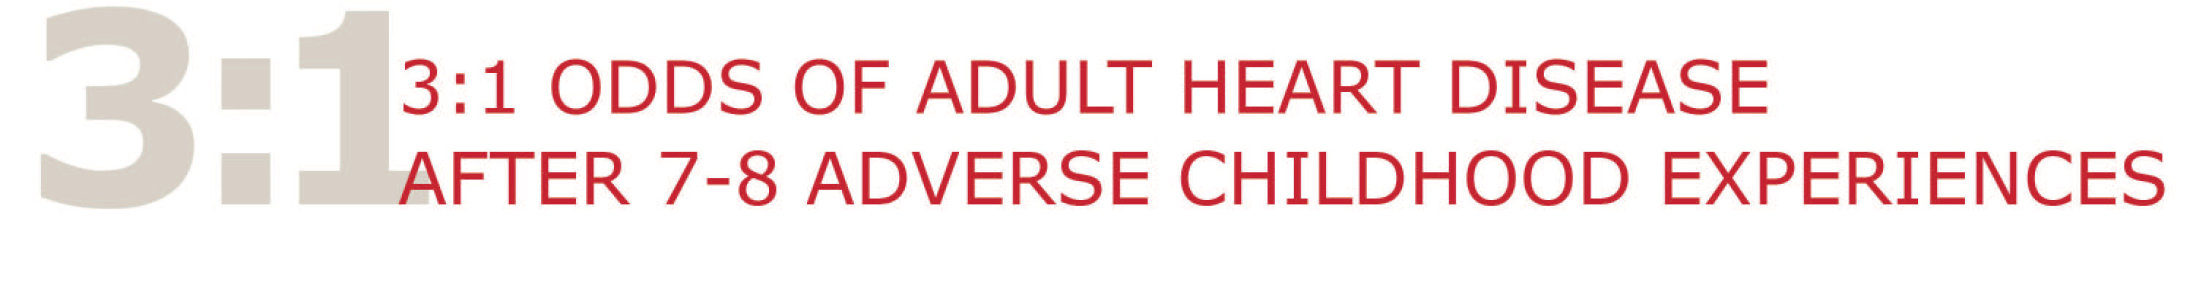 3:1
3:1 ODDS OF ADULT HEART DISEASE
AFTER 7-8 ADVERSE CHILDHOOD EXPERIENCES